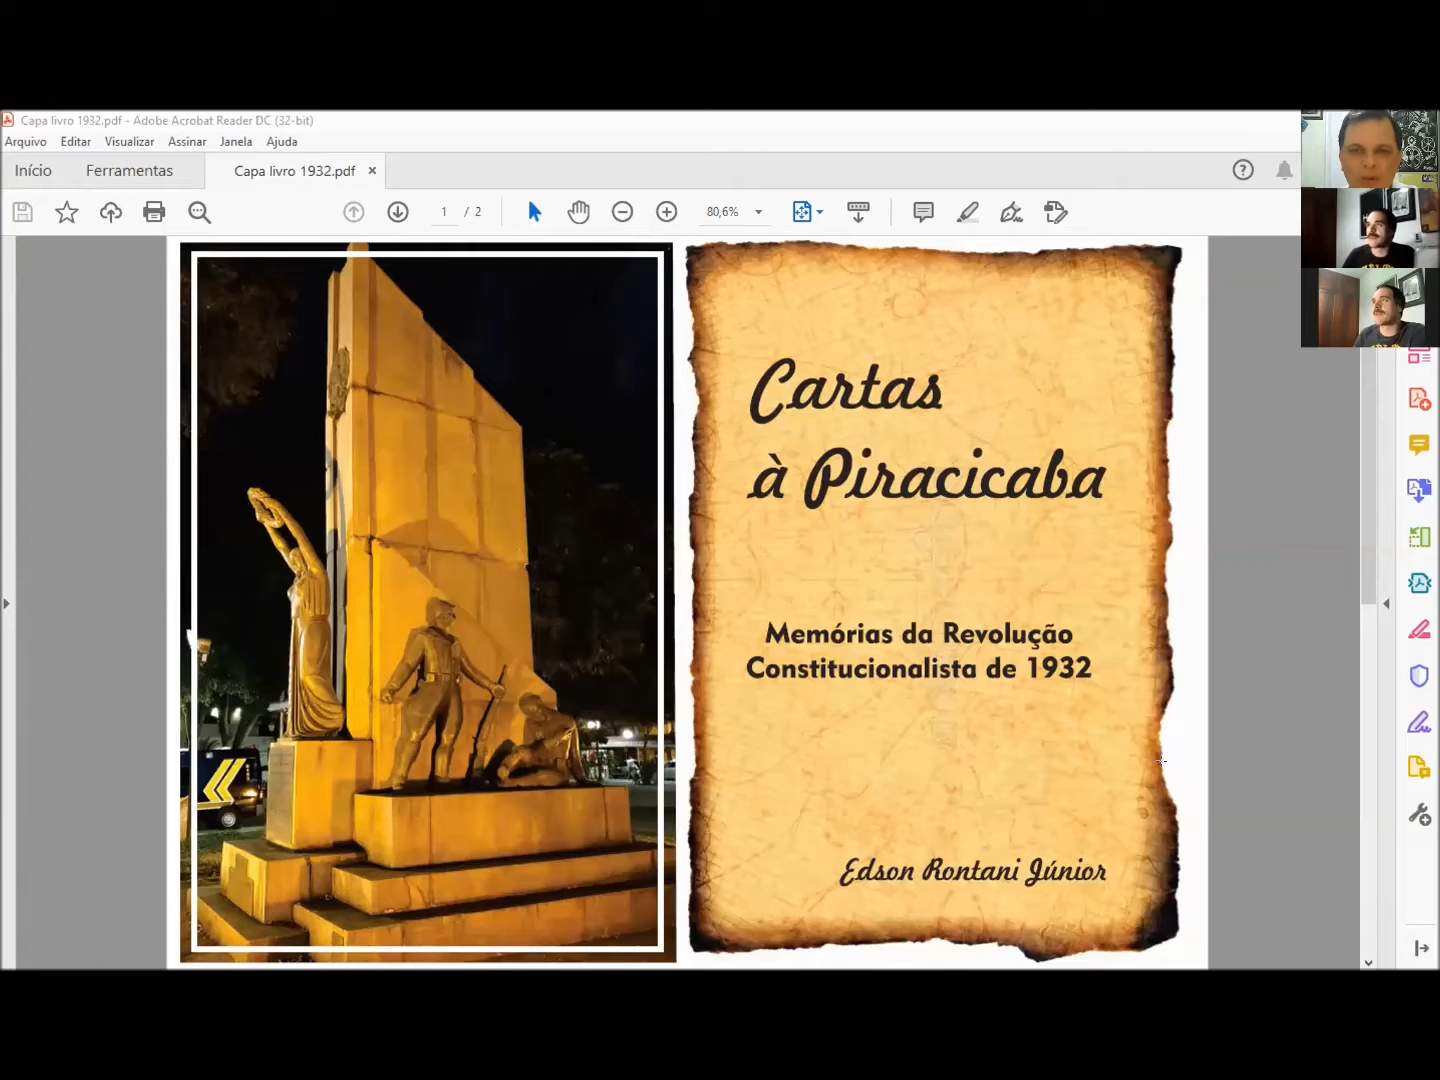 Capa livro 1932.pdf - Adobe Acrobat Reader DC (32-bit)
Arquivo Editar Visualizar Assinar Janela Ajuda
Início Ferramentas Capa livro 1932.pdf ×
1 / 2 80,6%
Cartas
à Piracicaba
Memórias da Revolução
Constitucionalista de 1932
Edson Rontani Júnior